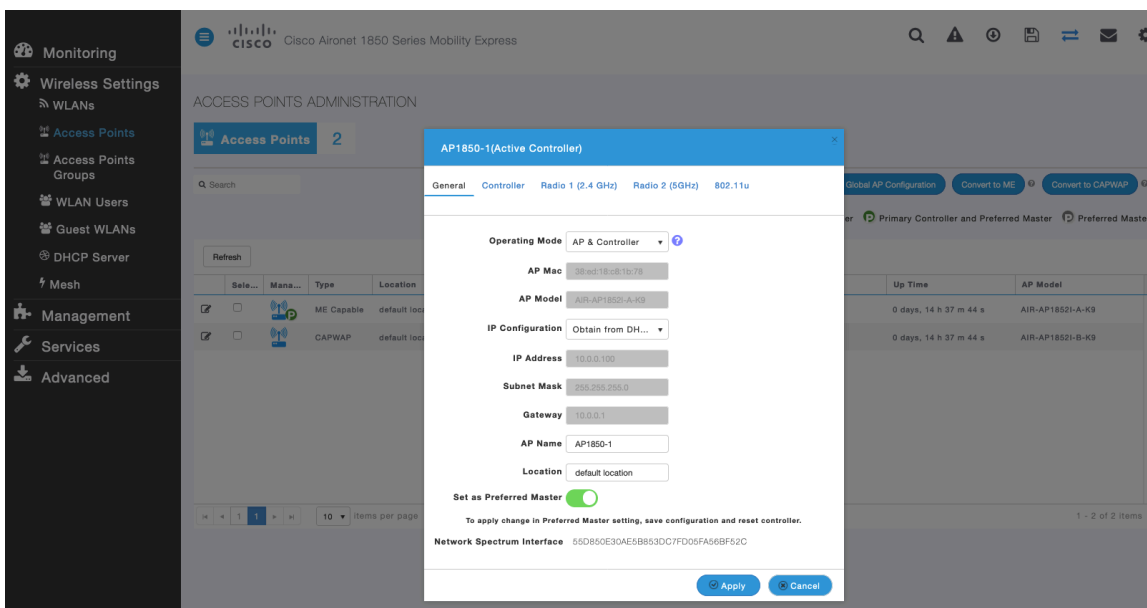 Monitoring
Wireless Settings
WLANs
Access Points
Access Points
Groups
WLAN Users
Guest WLANs
DHCP Server
Mesh
Management
Services
Advanced
CISCO Cisco Aironet 1850 Series Mobility Express
ACCESS POINTS ADMINISTRATION
Access Points 2
Search
Global AP Configuration Convert to ME Convert to CAPWAP
er Primary Controller and Preferred Master Preferred Maste
Refresh
Sele... Mana... Type Location Up Time AP Model
ME Capable default loca 0 days, 14 h 37 m 44 s AIR-AP1852I-A-K9
CAPWAP default loca 0 days, 14 h 37 m 44 s AIR-AP1852I-B-K9
1 1 10 items per page 1 - 2 of 2 items
AP1850-1(Active Controller)
General Controller Radio 1 (2.4 GHz) Radio 2 (5GHz) 802.11u
Operating Mode AP & Controller
AP Mac 38:ed:18:c8:1b:78
AP Model AIR-AP1852I-A-K9
IP Configuration Obtain from DH...
IP Address 10.0.0.100
Subnet Mask 255.255.255.0
Gateway 10.0.0.1
AP Name AP1850-1
Location default location
Set as Preferred Master
To apply change in Preferred Master setting, save configuration and reset controller.
Network Spectrum Interface 55D850E30AE5B853DC7FD05FA56BF52C
Apply Cancel